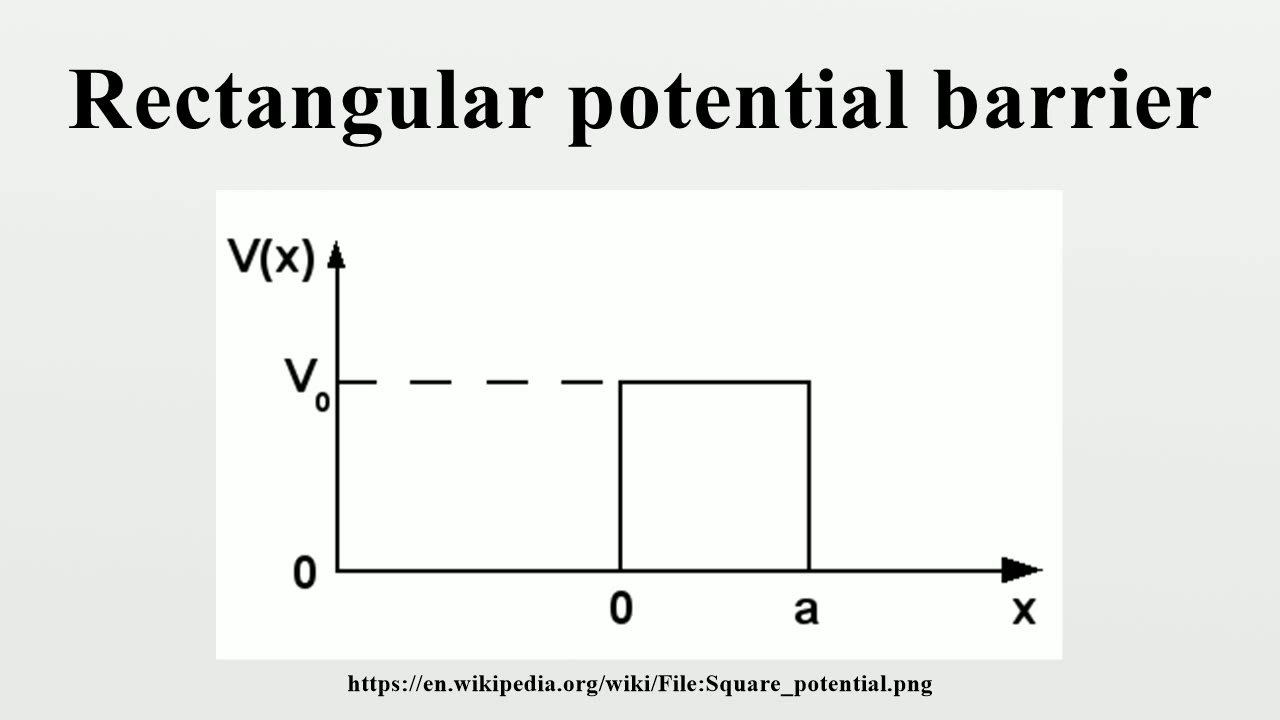 Rectangular potential barrier
V(x)
V₀
0
0 a x
https://en.wikipedia.org/wiki/File:Square_potential.png